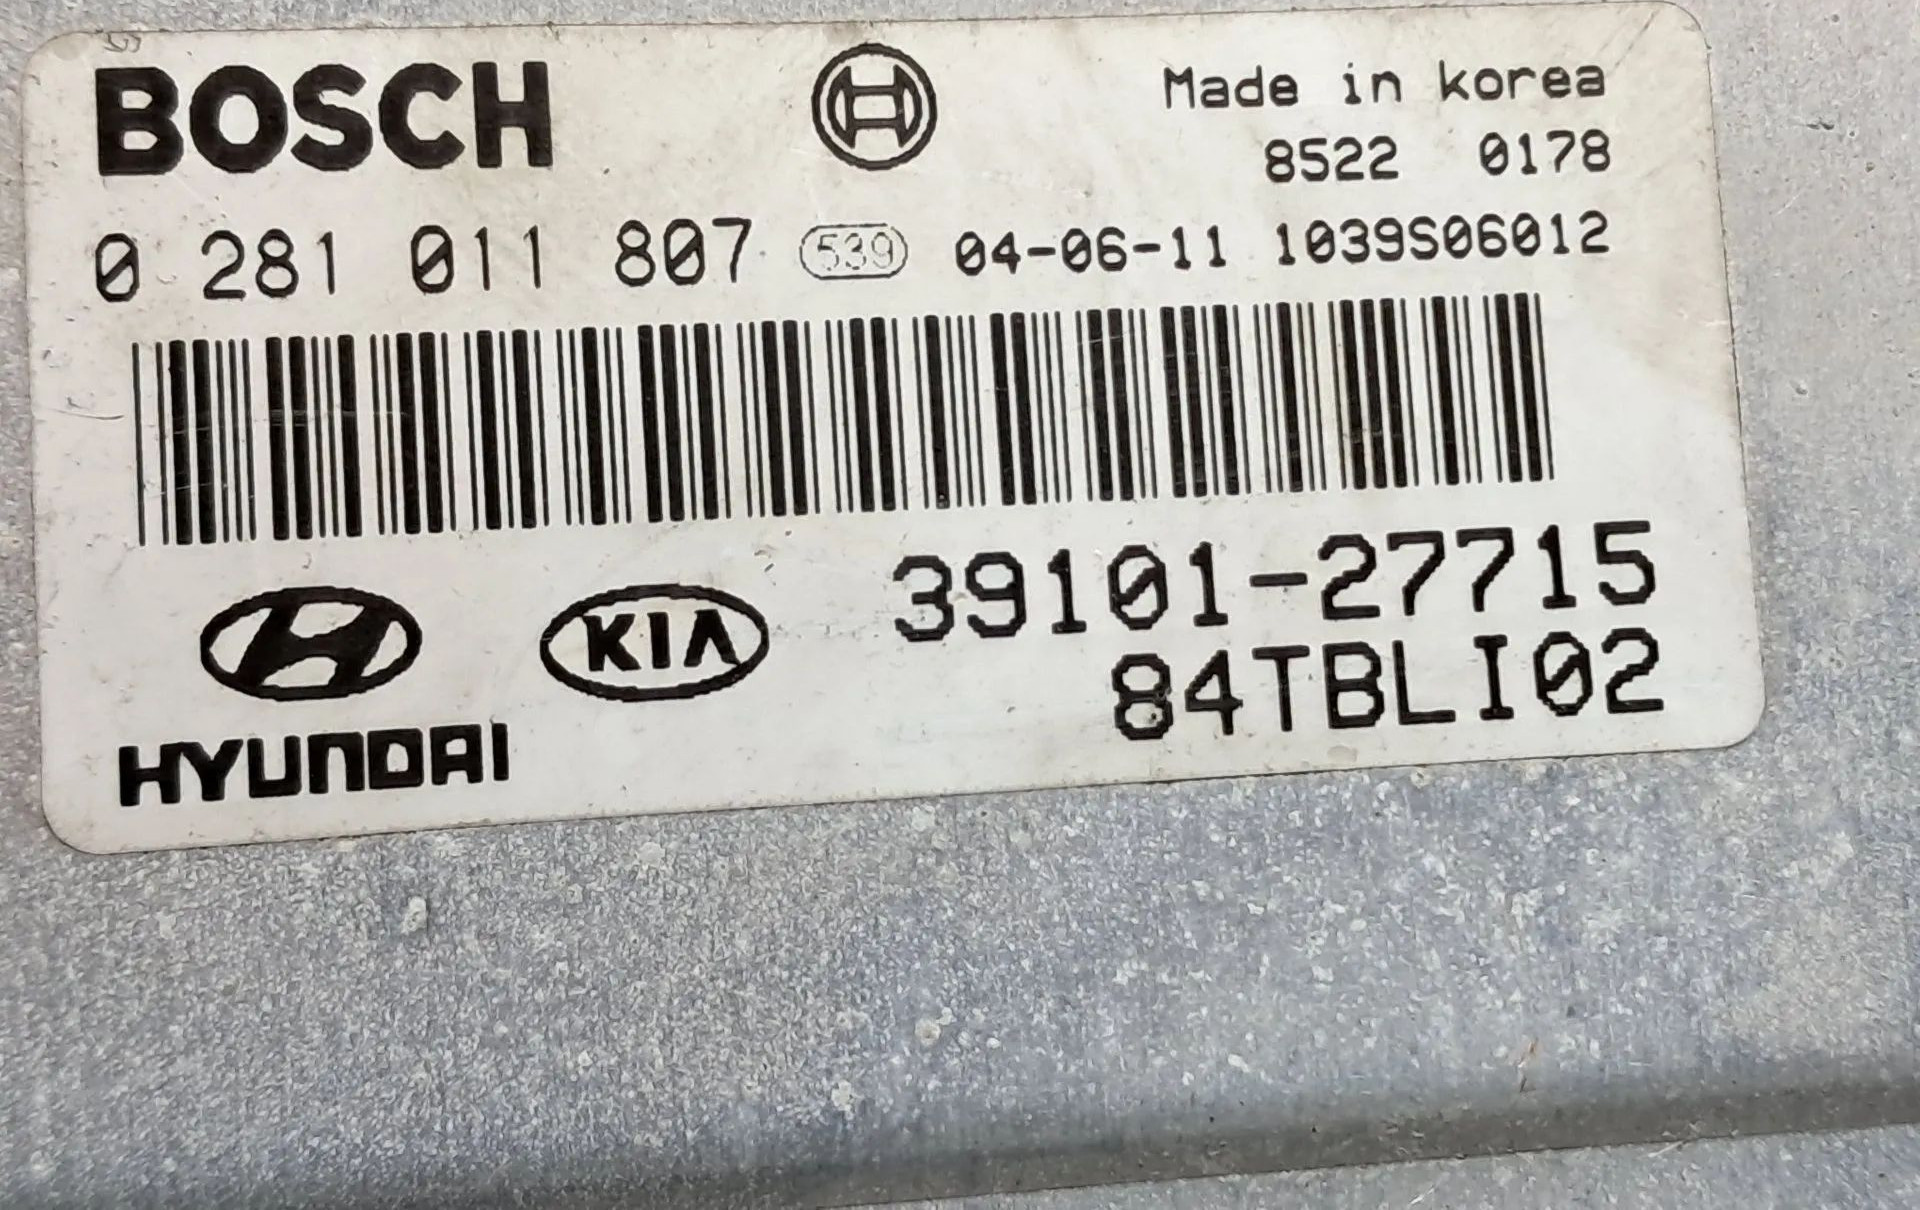 BOSCH
Made in korea
8522 0178
0 281 011 807 539 04-06-11 1039S06012
39101-27715
KIA
84TBLI02
HYUNDAI